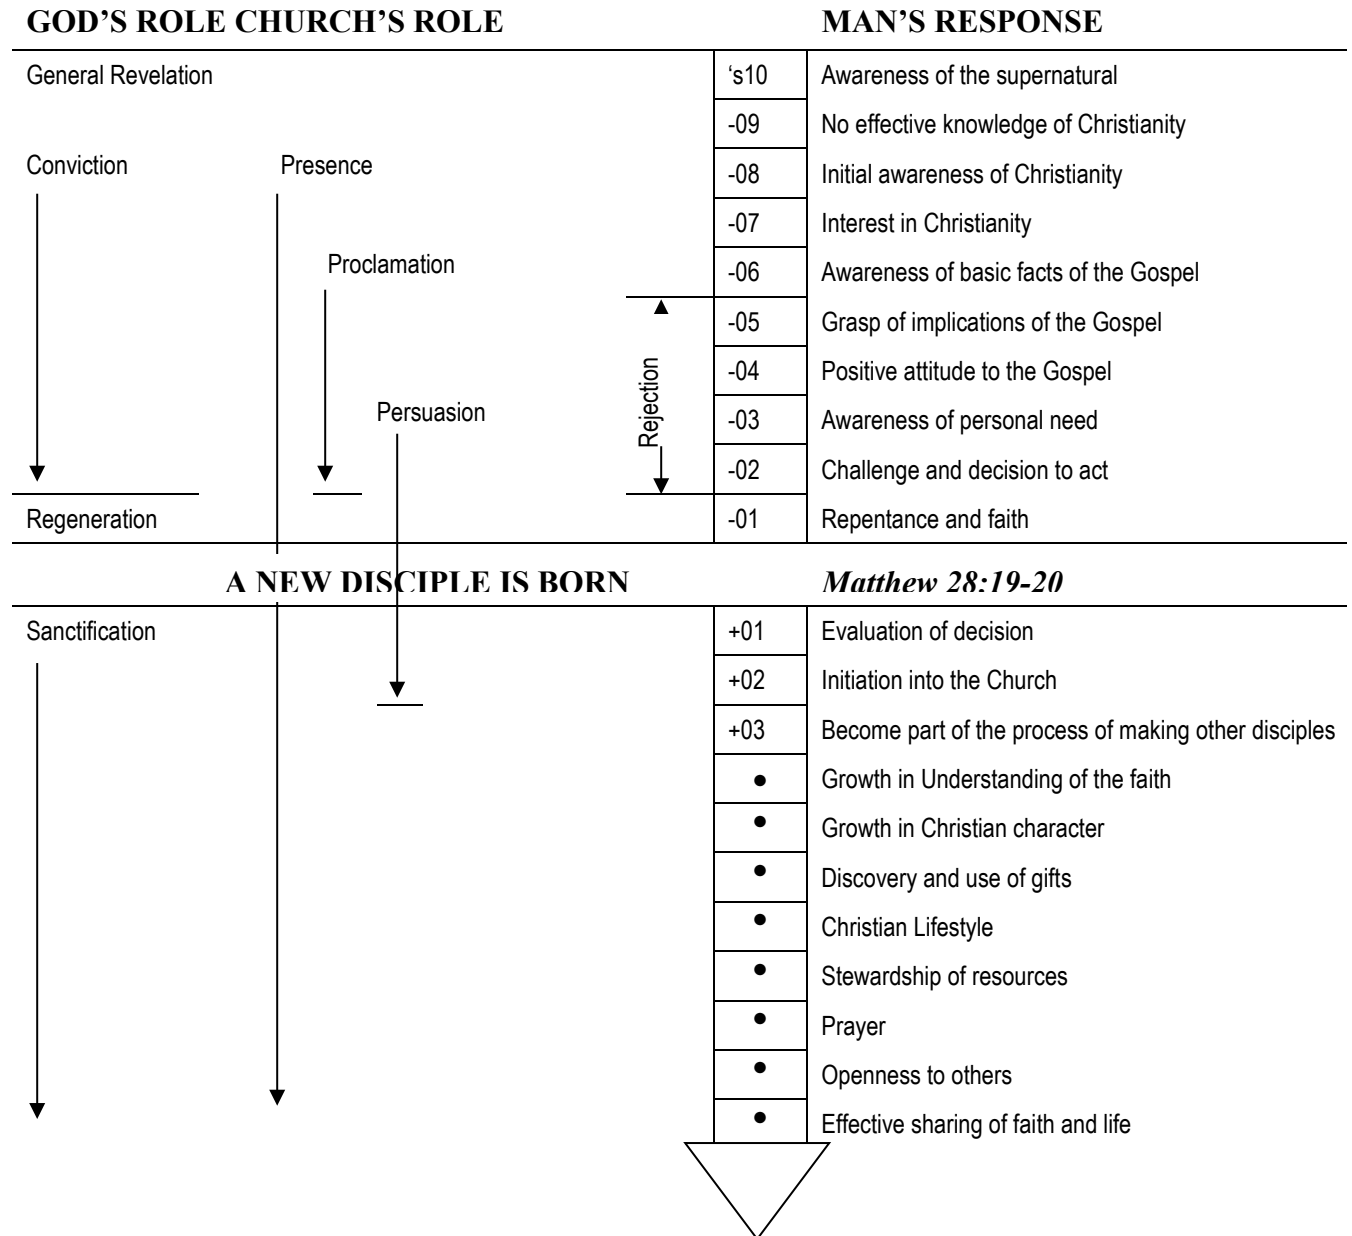 GOD’S ROLE CHURCH’S ROLE MAN’S RESPONSE
General Revelation ‘s10 Awareness of the supernatural
-09 No effective knowledge of Christianity
Conviction Presence -08 Initial awareness of Christianity
-07 Interest in Christianity
Proclamation -06 Awareness of basic facts of the Gospel
-05 Grasp of implications of the Gospel
Rejection -04 Positive attitude to the Gospel
Persuasion -03 Awareness of personal need
-02 Challenge and decision to act
Regeneration -01 Repentance and faith
A NEW DISCIPLE IS BORN Matthew 28:19-20
Sanctification +01 Evaluation of decision
+02 Initiation into the Church
+03 Become part of the process of making other disciples
• Growth in Understanding of the faith
• Growth in Christian character
• Discovery and use of gifts
• Christian Lifestyle
• Stewardship of resources
• Prayer
• Openness to others
• Effective sharing of faith and life